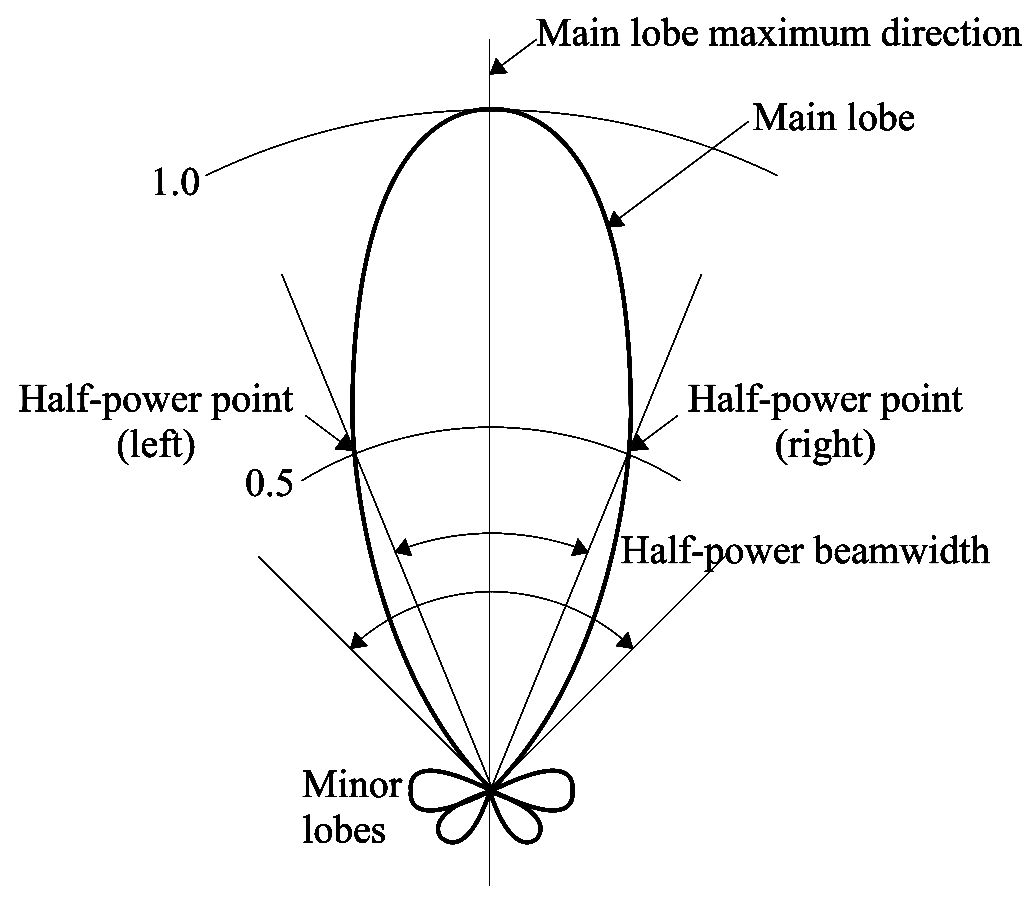 Main lobe maximum direction
Main lobe
1.0
Half-power point
(left)
Half-power point
(right)
0.5
Half-power beamwidth
Minor
lobes